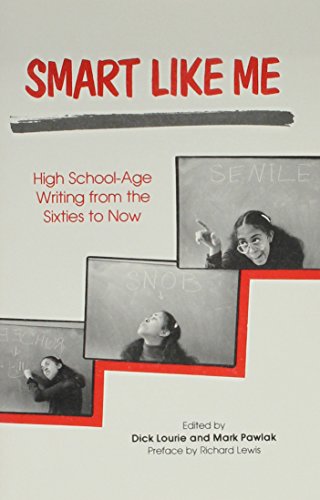 SMART LIKE ME
High School-Age
Writing from the
Sixties to Now
SENILE
SNOB
Edited by
Dick Lourie and Mark Pawlak
Preface by Richard Lewis